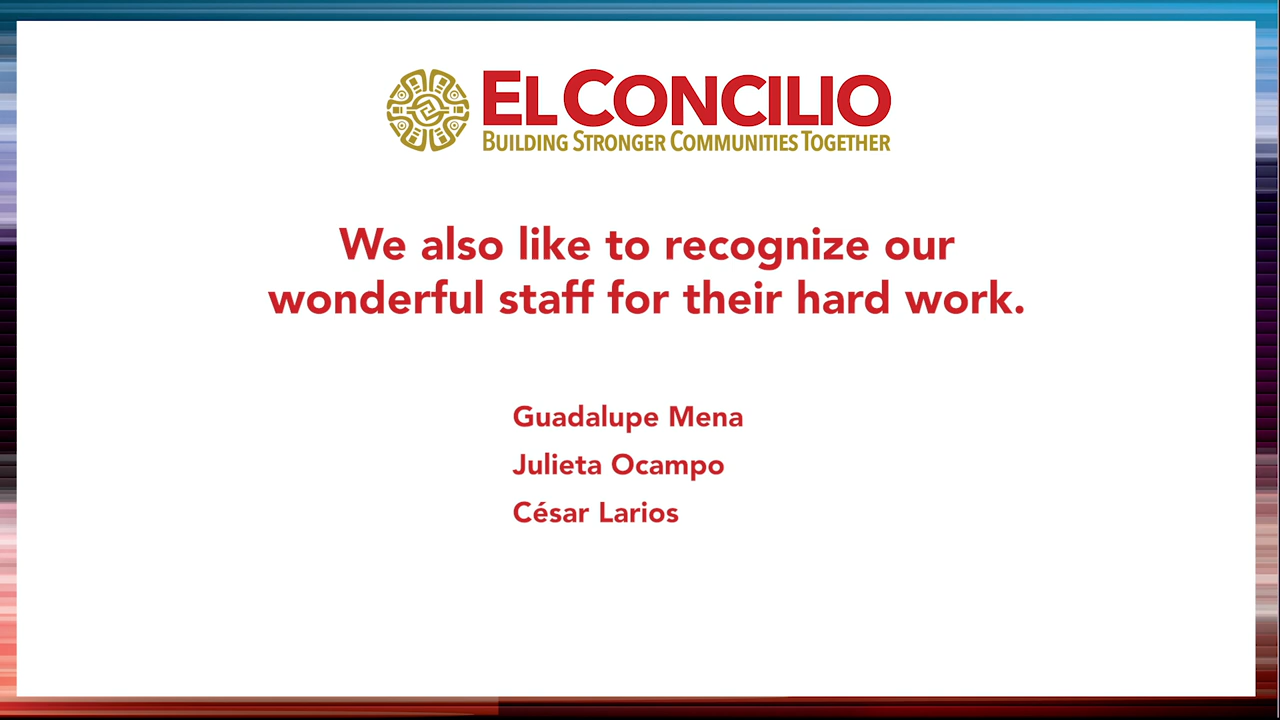 EL CONCILIO
BUILDING STRONGER COMMUNITIES TOGETHER
We also like to recognize our
wonderful staff for their hard work.
Guadalupe Mena
Julieta Ocampo
César Larios